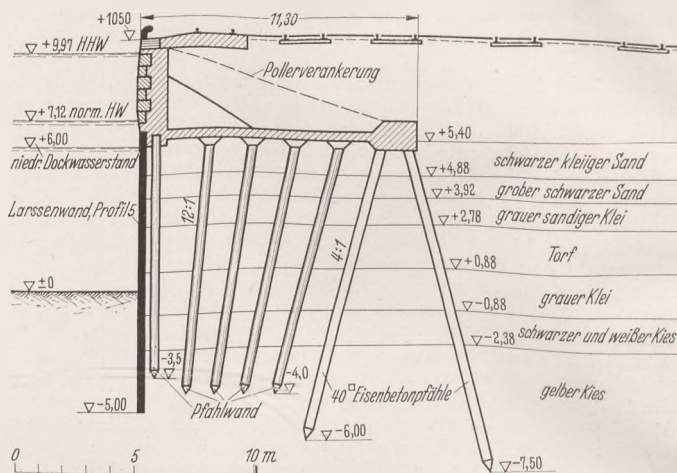 +1050
11,30
+9,97 HHW
Pollerverankerung
+7,12 norm. HW
+6,00
niedr. Dockwasserstand
+5,40
+4,88
schwarzer kleiiger Sand
+3,92
grober schwarzer Sand
Larssenwand, Profil 5
12:1
4:1
+2,78
grauer sandiger Klei
+0,88
Torf
±0
-0,88
grauer Klei
-2,38
schwarzer und weißer Kies
-3,5
-4,0
40□ Eisenbetonpfähle
gelber Kies
-5,00
Pfahlwand
-6,00
-7,50
0 5 10 m